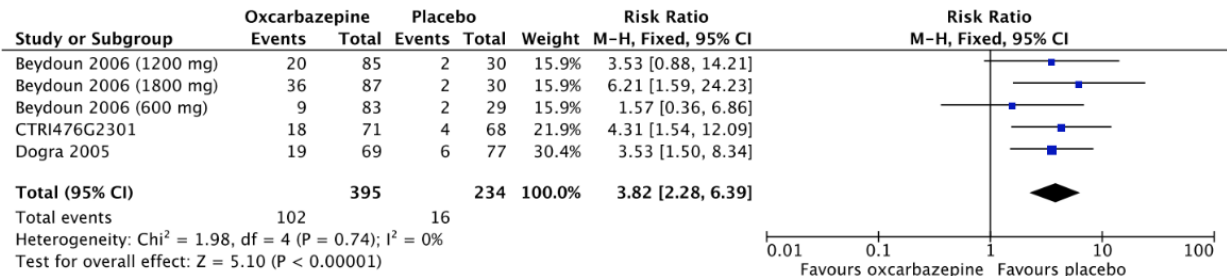 Oxcarbazepine Placebo Risk Ratio Risk Ratio
Study or Subgroup Events Total Events Total Weight M-H, Fixed, 95% CI M-H, Fixed, 95% CI
Beydoun 2006 (1200 mg) 20 85 2 30 15.9% 3.53 [0.88, 14.21]
Beydoun 2006 (1800 mg) 36 87 2 30 15.9% 6.21 [1.59, 24.23]
Beydoun 2006 (600 mg) 9 83 2 29 15.9% 1.57 [0.36, 6.86]
CTRI476G2301 18 71 4 68 21.9% 4.31 [1.54, 12.09]
Dogra 2005 19 69 6 77 30.4% 3.53 [1.50, 8.34]
Total (95% CI) 395 234 100.0% 3.82 [2.28, 6.39]
Total events 102 16
Heterogeneity: Chi² = 1.98, df = 4 (P = 0.74); I² = 0%
Test for overall effect: Z = 5.10 (P < 0.00001)
0.01 0.1 1 10 100
Favours oxcarbazepine Favours placebo